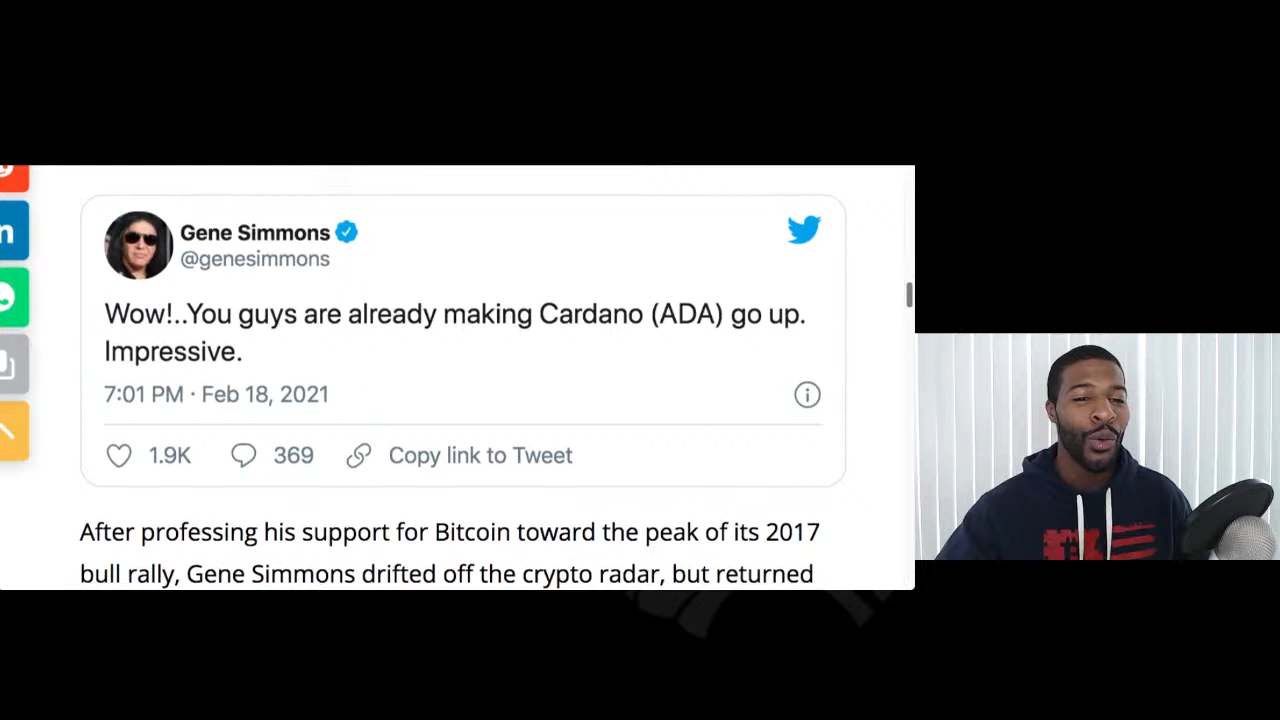 Gene Simmons
@genesimmons
Wow!..You guys are already making Cardano (ADA) go up.
Impressive.
7:01 PM · Feb 18, 2021
1.9K 369 Copy link to Tweet
After professing his support for Bitcoin toward the peak of its 2017
bull rally, Gene Simmons drifted off the crypto radar, but returned